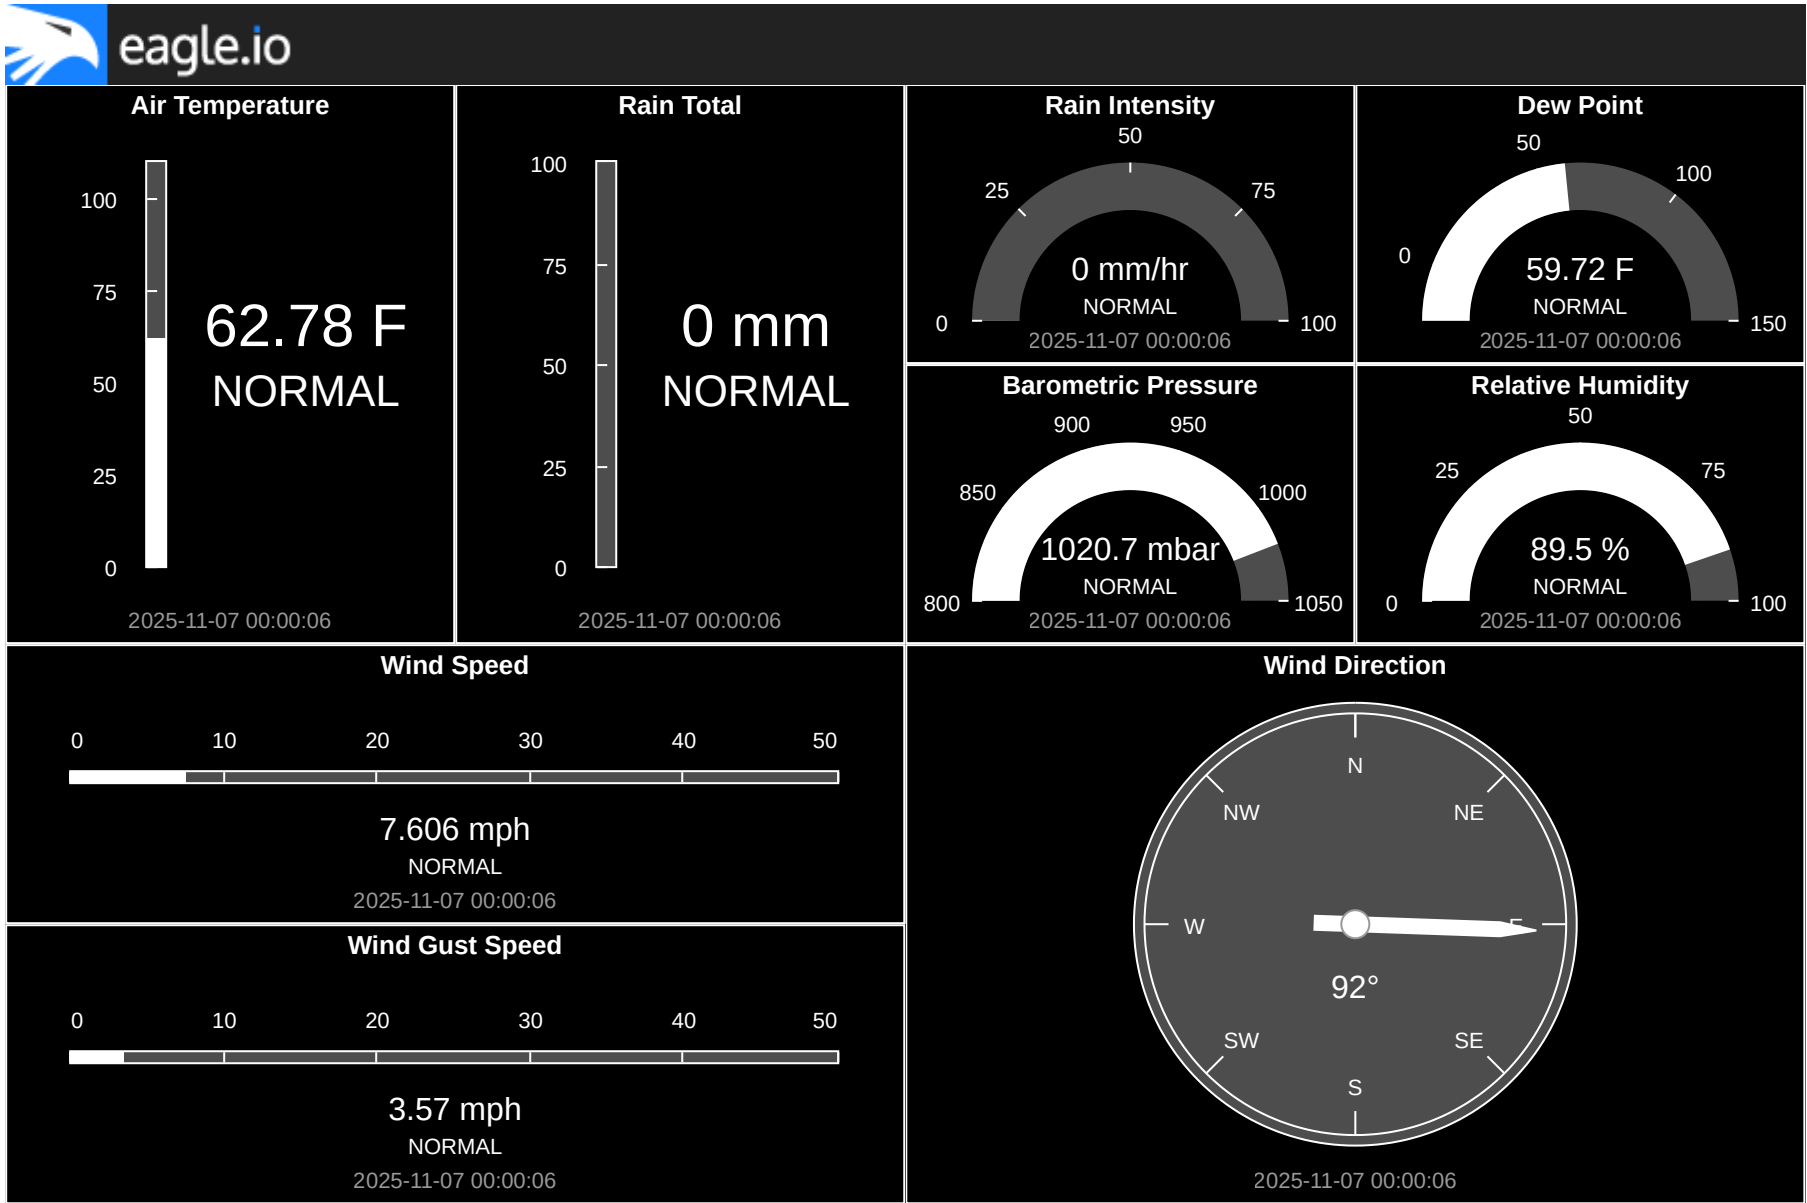 eagle.io
Air Temperature
100
75
50
25
0
62.78 F
NORMAL
2025-11-07 00:00:06
Rain Total
100
75
50
25
0
0 mm
NORMAL
2025-11-07 00:00:06
Rain Intensity
0
25
50
75
100
0 mm/hr
NORMAL
2025-11-07 00:00:06
Dew Point
0
50
100
150
59.72 F
NORMAL
2025-11-07 00:00:06
Barometric Pressure
800
850
900
950
1000
1050
1020.7 mbar
NORMAL
2025-11-07 00:00:06
Relative Humidity
0
25
50
75
100
89.5 %
NORMAL
2025-11-07 00:00:06
Wind Speed
0 10 20 30 40 50
7.606 mph
NORMAL
2025-11-07 00:00:06
Wind Gust Speed
0 10 20 30 40 50
3.57 mph
NORMAL
2025-11-07 00:00:06
Wind Direction
N
NW NE
W E
92°
SW SE
S
2025-11-07 00:00:06